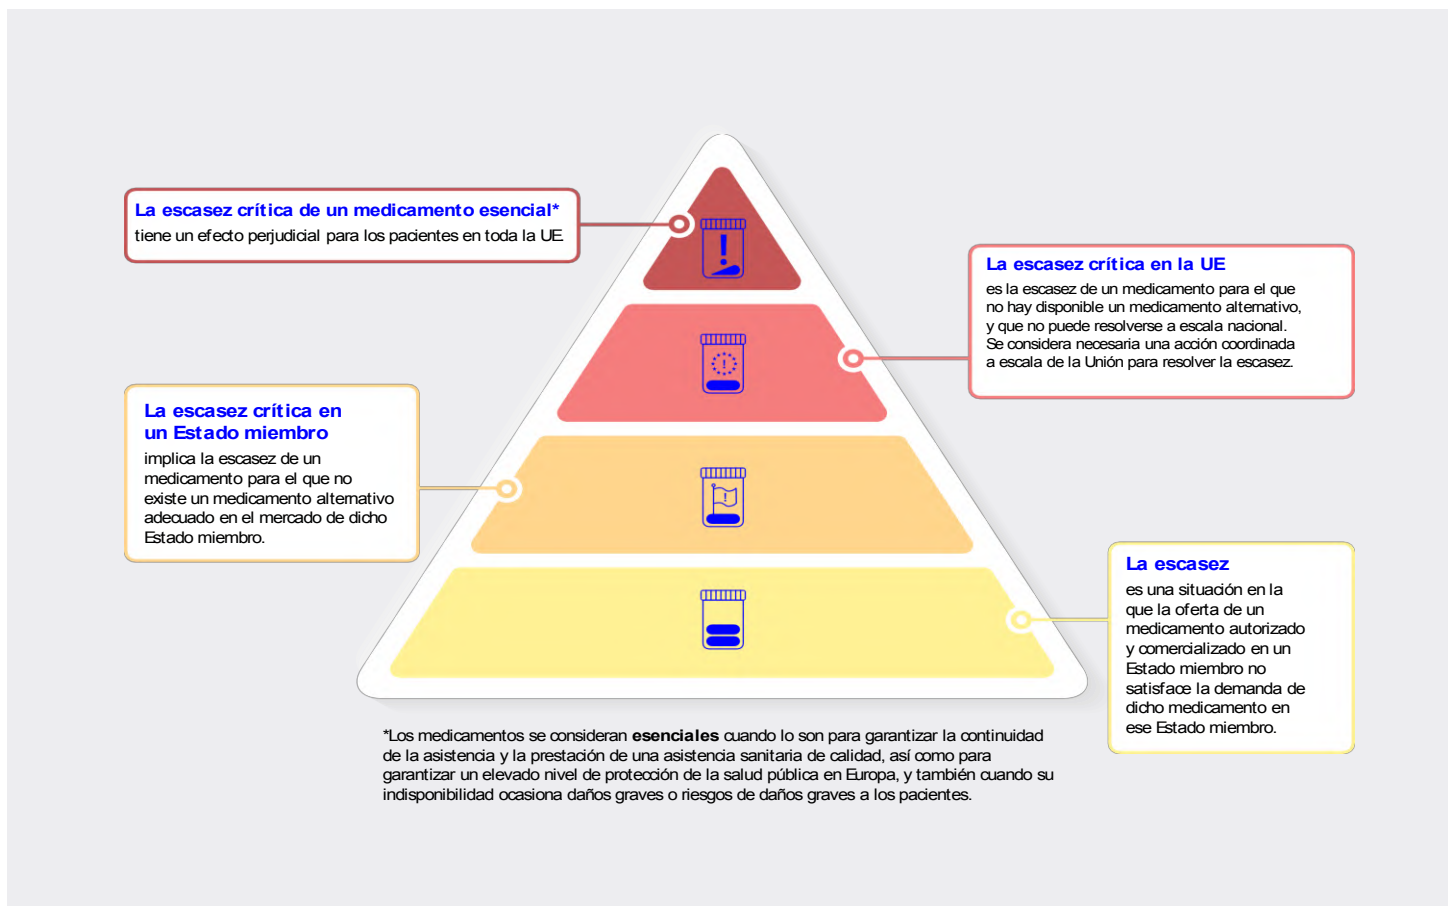 La escasez crítica de un medicamento esencial*
tiene un efecto perjudicial para los pacientes en toda la UE.
La escasez crítica en la UE
es la escasez de un medicamento para el que
no hay disponible un medicamento alternativo,
y que no puede resolverse a escala nacional.
Se considera necesaria una acción coordinada
a escala de la Unión para resolver la escasez.
La escasez crítica en
un Estado miembro
implica la escasez de un
medicamento para el que no
existe un medicamento alternativo
adecuado en el mercado de dicho
Estado miembro.
La escasez
es una situación en la
que la oferta de un
medicamento autorizado
y comercializado en un
Estado miembro no
satisface la demanda de
dicho medicamento en
ese Estado miembro.
*Los medicamentos se consideran esenciales cuando lo son para garantizar la continuidad
de la asistencia y la prestación de una asistencia sanitaria de calidad, así como para
garantizar un elevado nivel de protección de la salud pública en Europa, y también cuando su
indisponibilidad ocasiona daños graves o riesgos de daños graves a los pacientes.